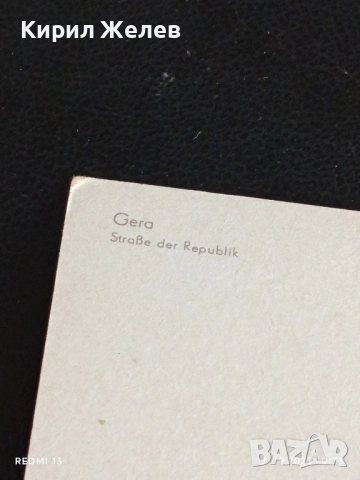 Кирил Желев
Gera
Straße der Republik
REDMI 13
BAZAR